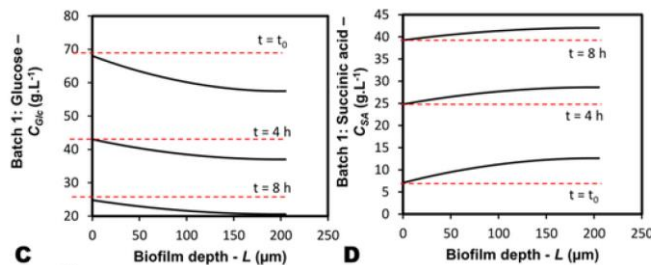 Batch 1: Glucose –
C_Glc (g.L⁻¹)
80
70
60
50
40
30
20
t = t₀
t = 4 h
t = 8 h
0
50
100
150
200
250
Biofilm depth - L (µm)
C
Batch 1: Succinic acid –
C_SA (g.L⁻¹)
45
40
35
30
25
20
15
10
5
0
t = 8 h
t = 4 h
t = t₀
0
50
100
150
200
250
Biofilm depth - L (µm)
D